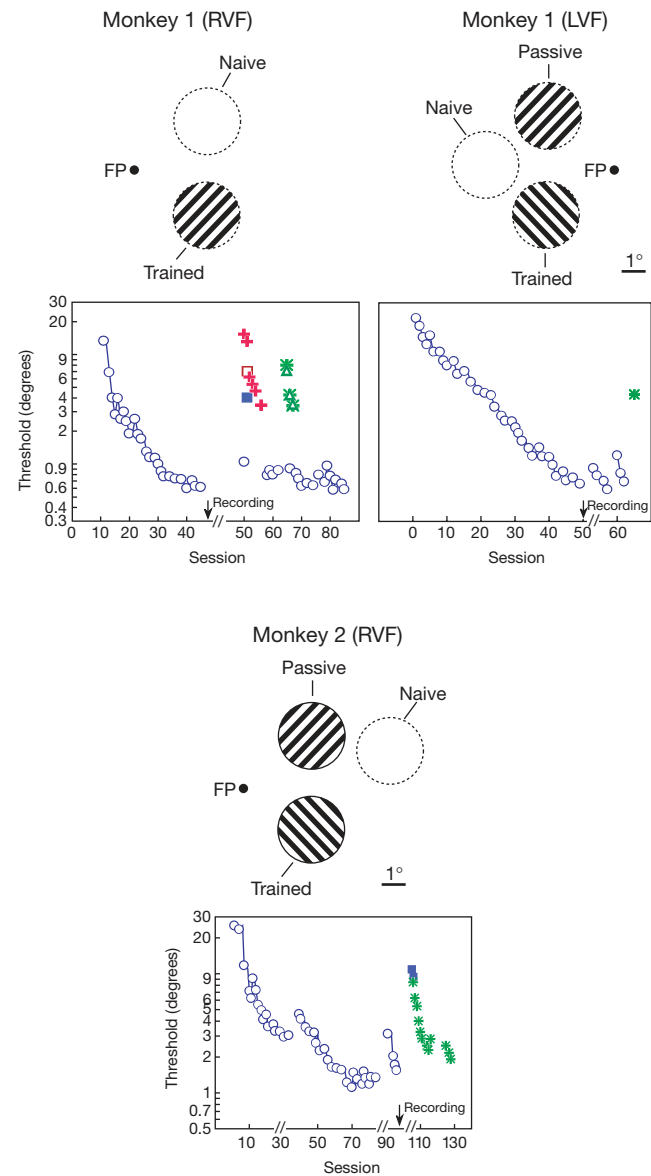 Monkey 1 (RVF)
Naive
FP
Trained
Threshold (degrees)
30
20
9
6
4
2
0.9
0.6
0.4
0.3
0 10 20 30 40 50 60 70 80
Recording
Session
Monkey 1 (LVF)
Passive
Naive
FP
Trained
1°
0 10 20 30 40 50 60
Recording
Session
Monkey 2 (RVF)
Passive
Naive
FP
Trained
1°
Threshold (degrees)
30
20
9
6
5
4
3
2
1
0.7
0.5
10 30 50 70 90 110 130
Recording
Session